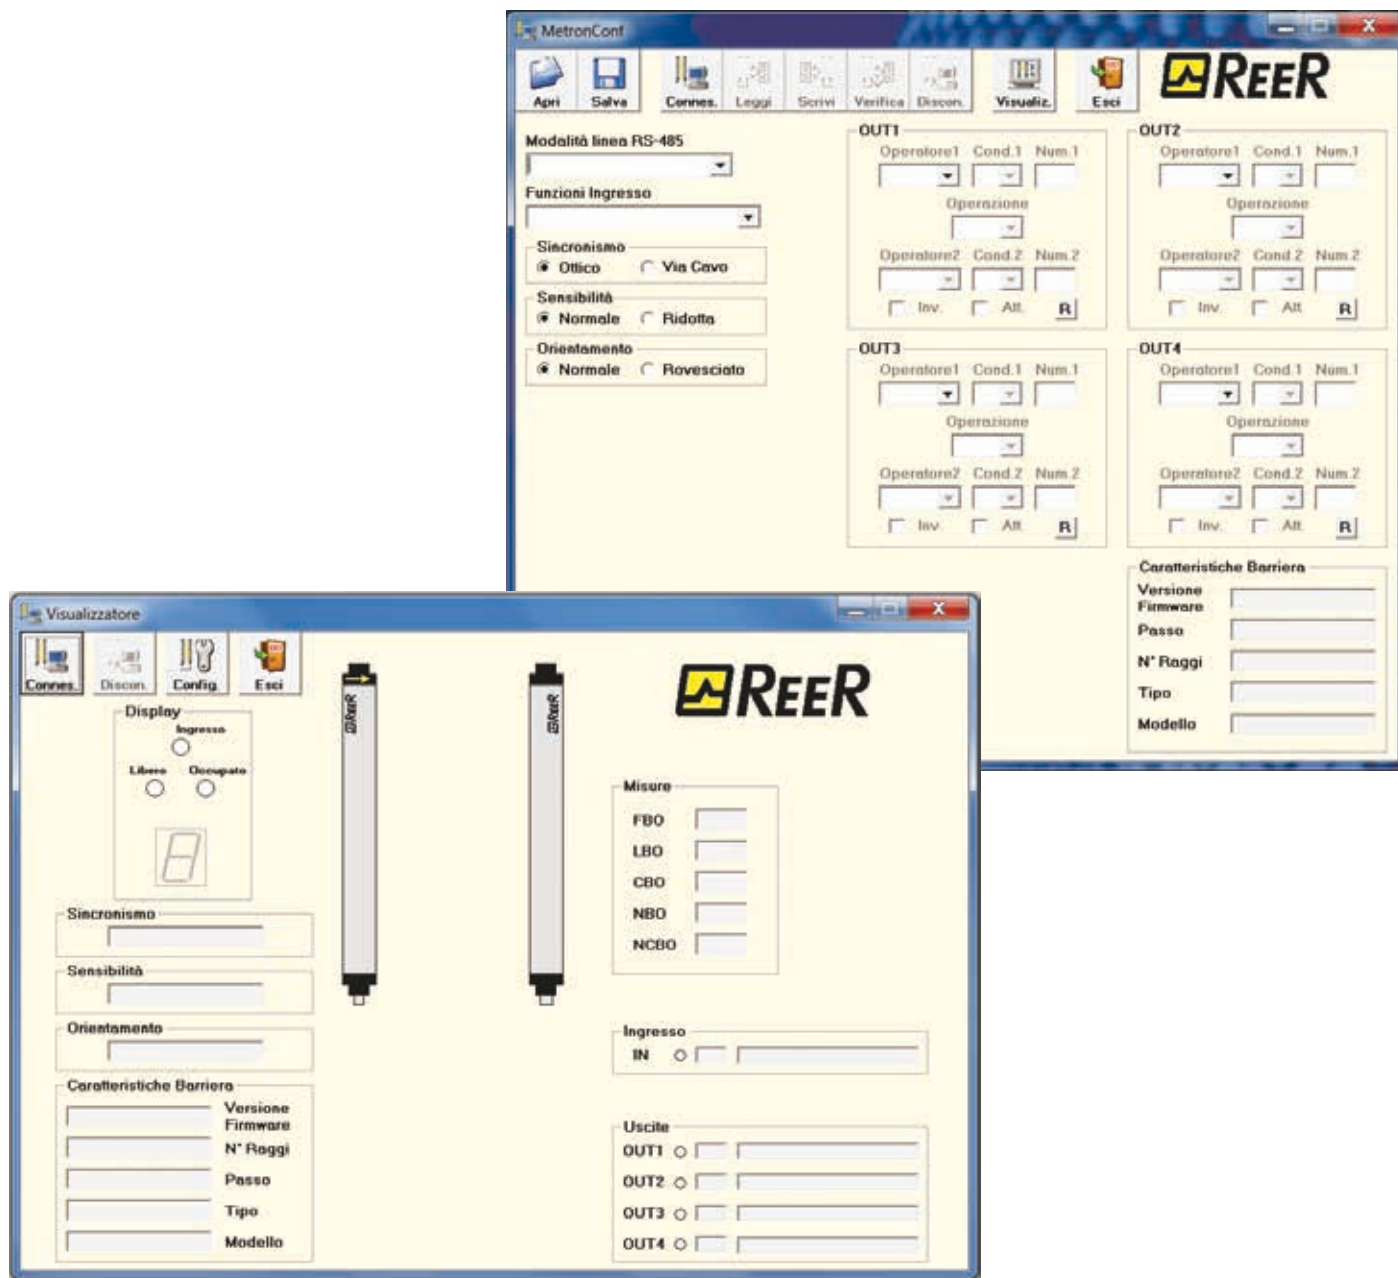 MetronConf
Apri Salva Connes. Leggi Scrivi Verifica Discon. Visualiz. Esci
REER
Modalità linea RS-485
Funzioni Ingresso
Sincronismo
Ottico Via Cavo
Sensibilità
Normale Ridotta
Orientamento
Normale Rovesciato
OUT1
Operatore1 Cond.1 Num.1
Operazione
Operatore2 Cond.2 Num.2
Inv. Att. R
OUT2
Operatore1 Cond.1 Num.1
Operazione
Operatore2 Cond.2 Num.2
Inv. Att. R
OUT3
Operatore1 Cond.1 Num.1
Operazione
Operatore2 Cond.2 Num.2
Inv. Att. R
OUT4
Operatore1 Cond.1 Num.1
Operazione
Operatore2 Cond.2 Num.2
Inv. Att. R
Caratteristiche Barriera
Versione
Firmware
Passo
N° Raggi
Tipo
Modello
Visualizzatore
Connes. Discon. Config. Esci
Display
Ingresso
Libero Occupato
REER
REER
REER
Sincronismo
Sensibilità
Orientamento
Caratteristiche Barriera
Versione
Firmware
N° Raggi
Passo
Tipo
Modello
Misure
FBO
LBO
CBO
NBO
NCBO
Ingresso
IN
Uscite
OUT1
OUT2
OUT3
OUT4